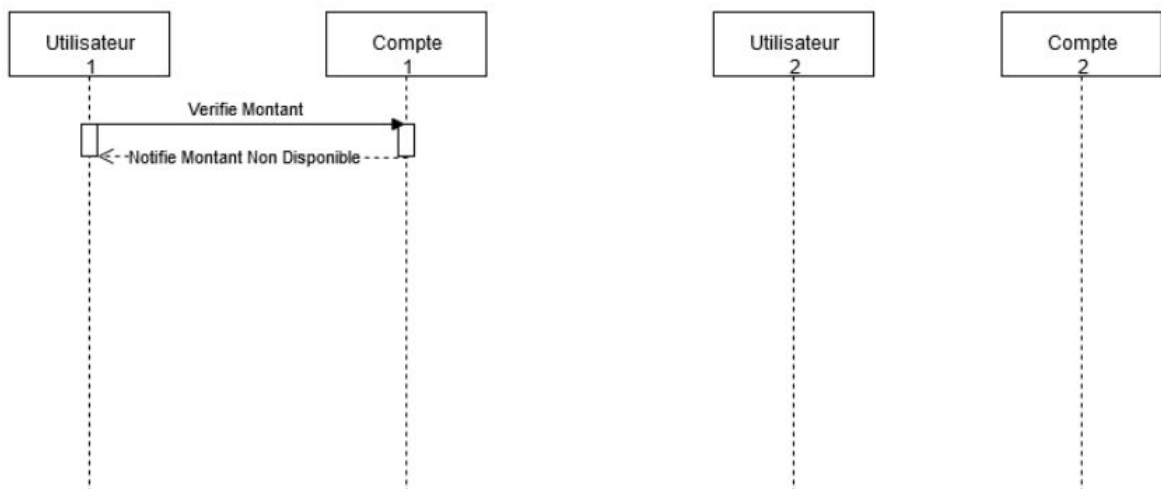 Utilisateur
1
Compte
1
Utilisateur
2
Compte
2
Verifie Montant
Notifie Montant Non Disponible